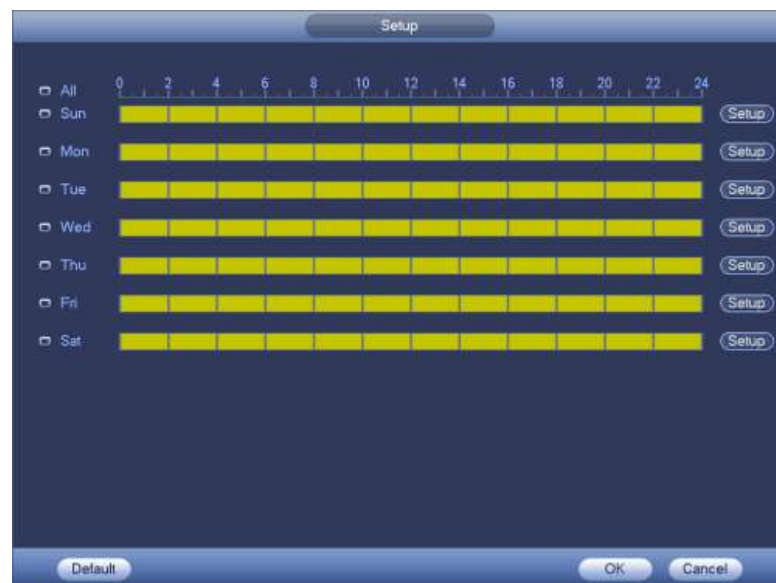 Setup
All 0 2 4 6 8 10 12 14 16 18 20 22 24
Sun Setup
Mon Setup
Tue Setup
Wed Setup
Thu Setup
Fri Setup
Sat Setup
Default OK Cancel